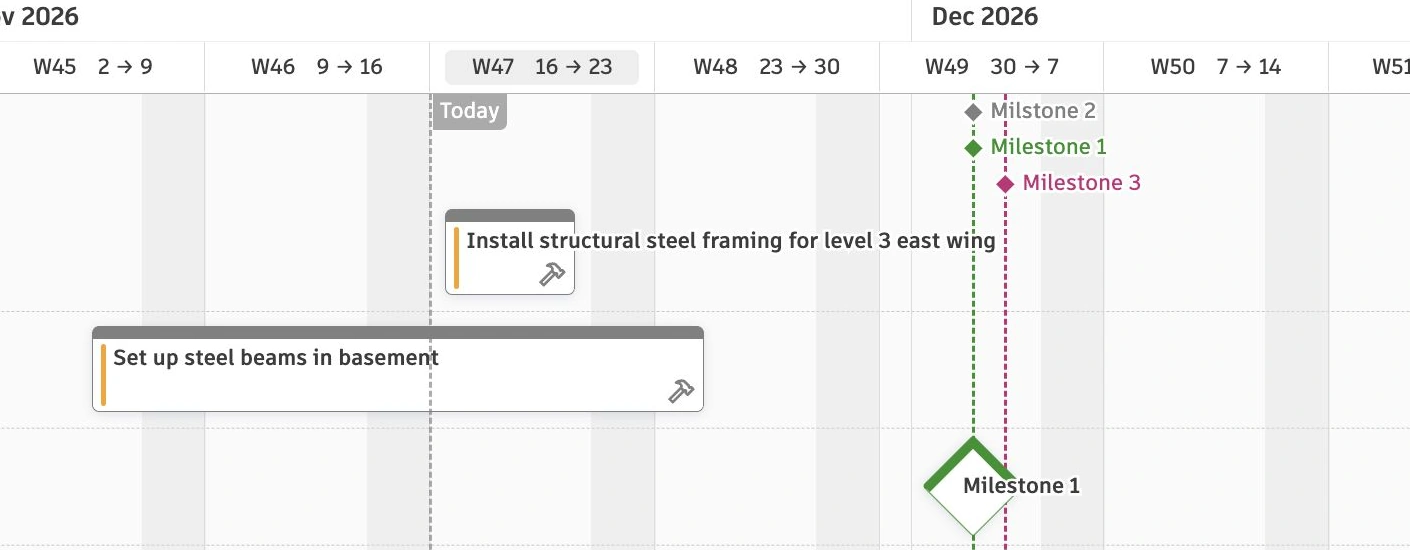 v 2026
Dec 2026
W45 2 → 9
W46 9 → 16
W47 16 → 23
W48 23 → 30
W49 30 → 7
W50 7 → 14
W51
Today
Milstone 2
Milestone 1
Milestone 3
Install structural steel framing for level 3 east wing
Set up steel beams in basement
Milestone 1